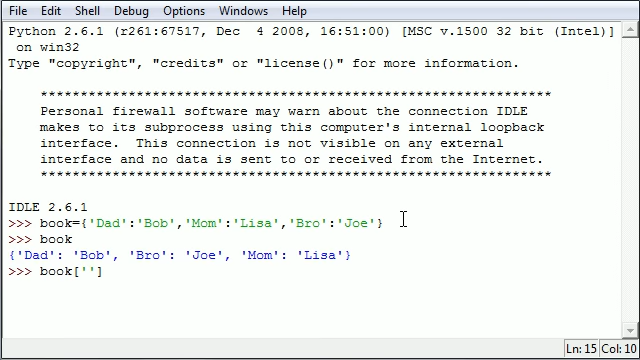 File Edit Shell Debug Options Windows Help
Python 2.6.1 (r261:67517, Dec  4 2008, 16:51:00) [MSC v.1500 32 bit (Intel)]
 on win32
Type "copyright", "credits" or "license()" for more information.
****************************************************************
Personal firewall software may warn about the connection IDLE
makes to its subprocess using this computer's internal loopback
interface.  This connection is not visible on any external
interface and no data is sent to or received from the Internet.
****************************************************************
IDLE 2.6.1
>>> book={'Dad':'Bob','Mom':'Lisa','Bro':'Joe'}
>>> book
{'Dad': 'Bob', 'Bro': 'Joe', 'Mom': 'Lisa'}
>>> book['']
Ln: 15 Col: 10